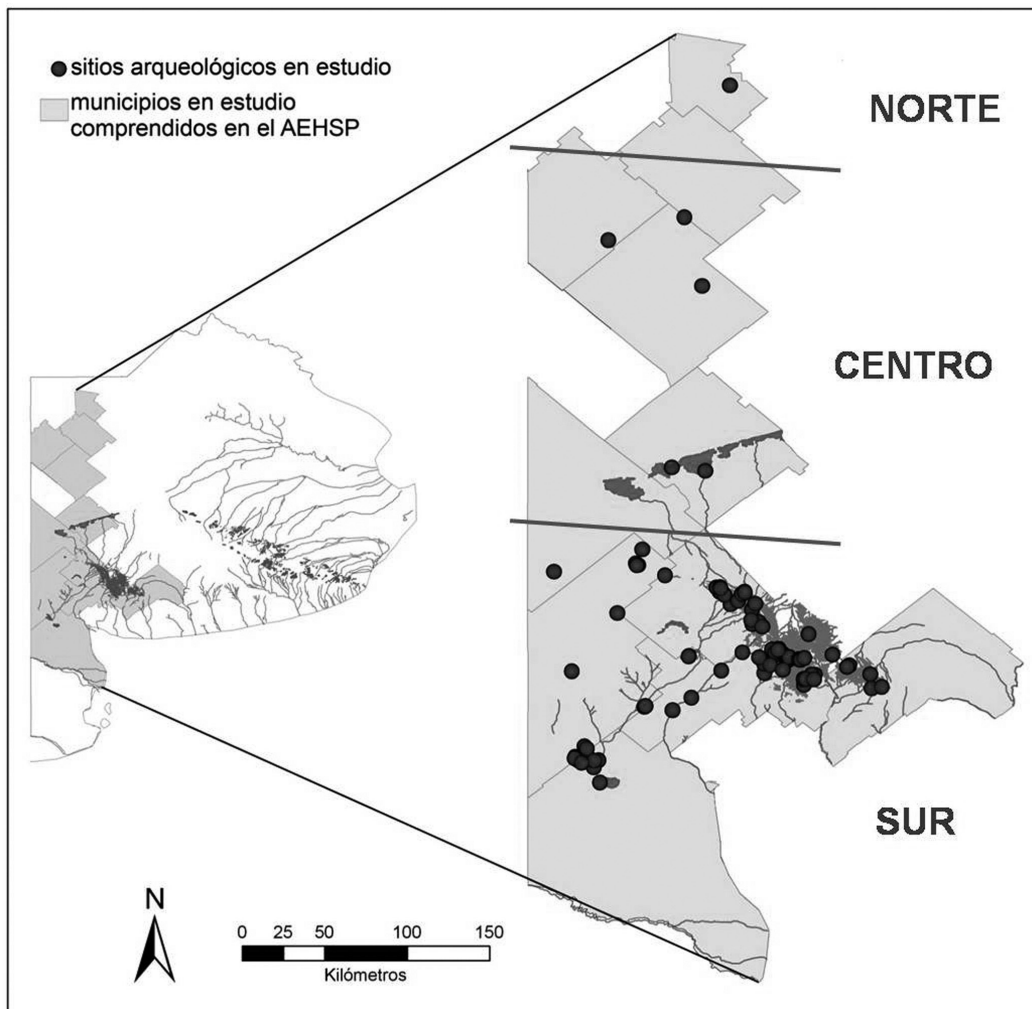 sitios arqueológicos en estudio
municipios en estudio
comprendidos en el AEHSP
NORTE
CENTRO
SUR
N
0 25 50 100 150
Kilómetros